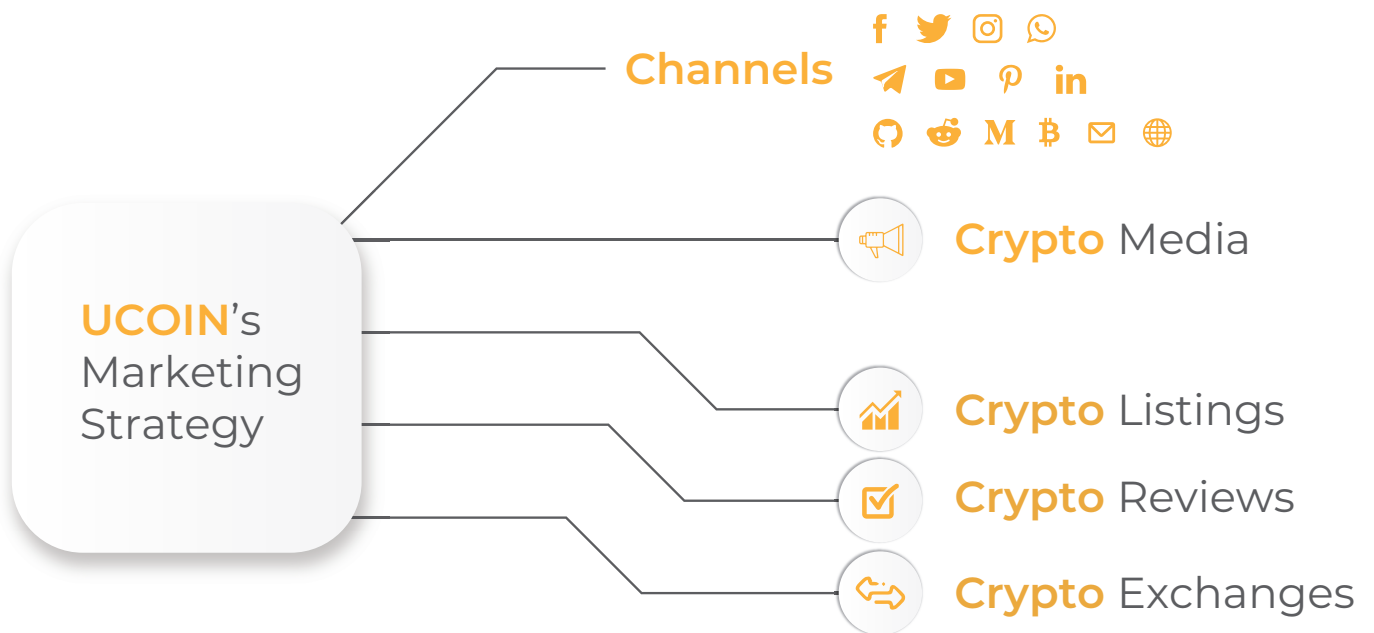 Channels
UCOIN's
Marketing
Strategy
Crypto Media
Crypto Listings
Crypto Reviews
Crypto Exchanges